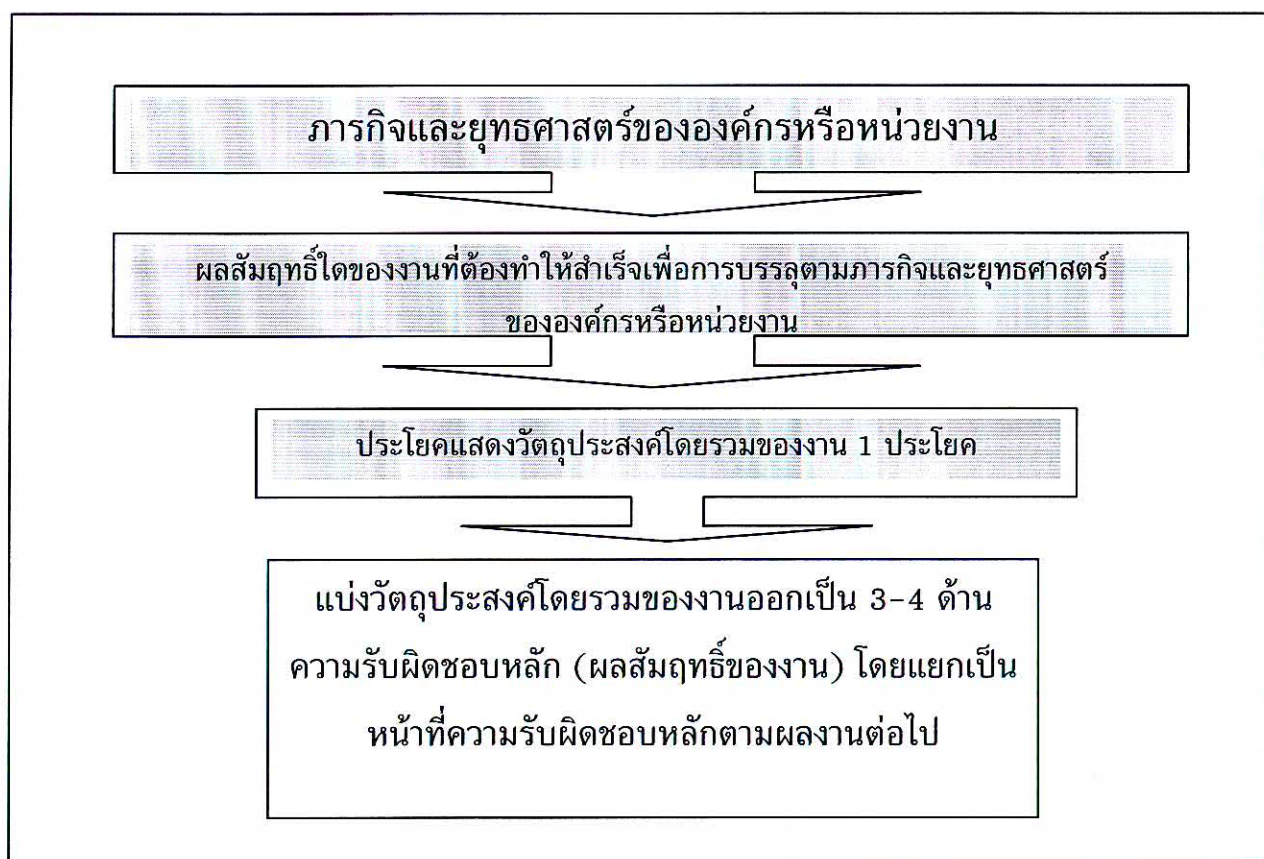 ภารกิจและยุทธศาสตร์ขององค์กรหรือหน่วยงาน
ผลสัมฤทธิ์ใดของงานที่ต้องทำให้สำเร็จเพื่อการบรรลุตามภารกิจและยุทธศาสตร์
ขององค์กรหรือหน่วยงาน
ประโยคแสดงวัตถุประสงค์โดยรวมของงาน 1 ประโยค
แบ่งวัตถุประสงค์โดยรวมของงานออกเป็น 3-4 ด้าน
ความรับผิดชอบหลัก (ผลสัมฤทธิ์ของงาน) โดยแยกเป็น
หน้าที่ความรับผิดชอบหลักตามผลงานต่อไป